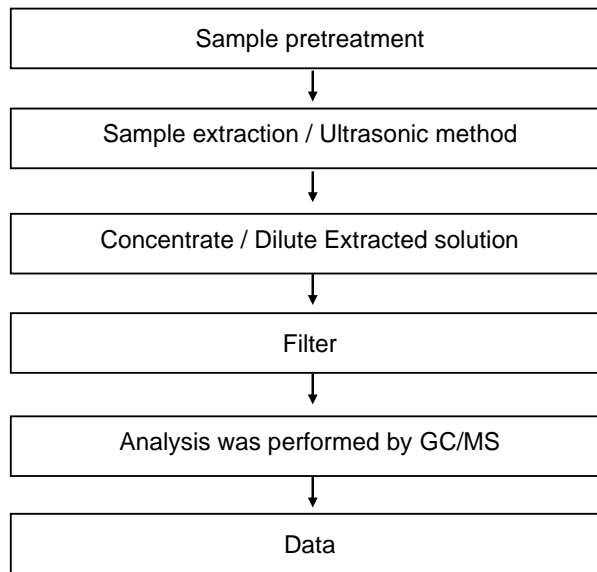 Sample pretreatment
Sample extraction / Ultrasonic method
Concentrate / Dilute Extracted solution
Filter
Analysis was performed by GC/MS
Data